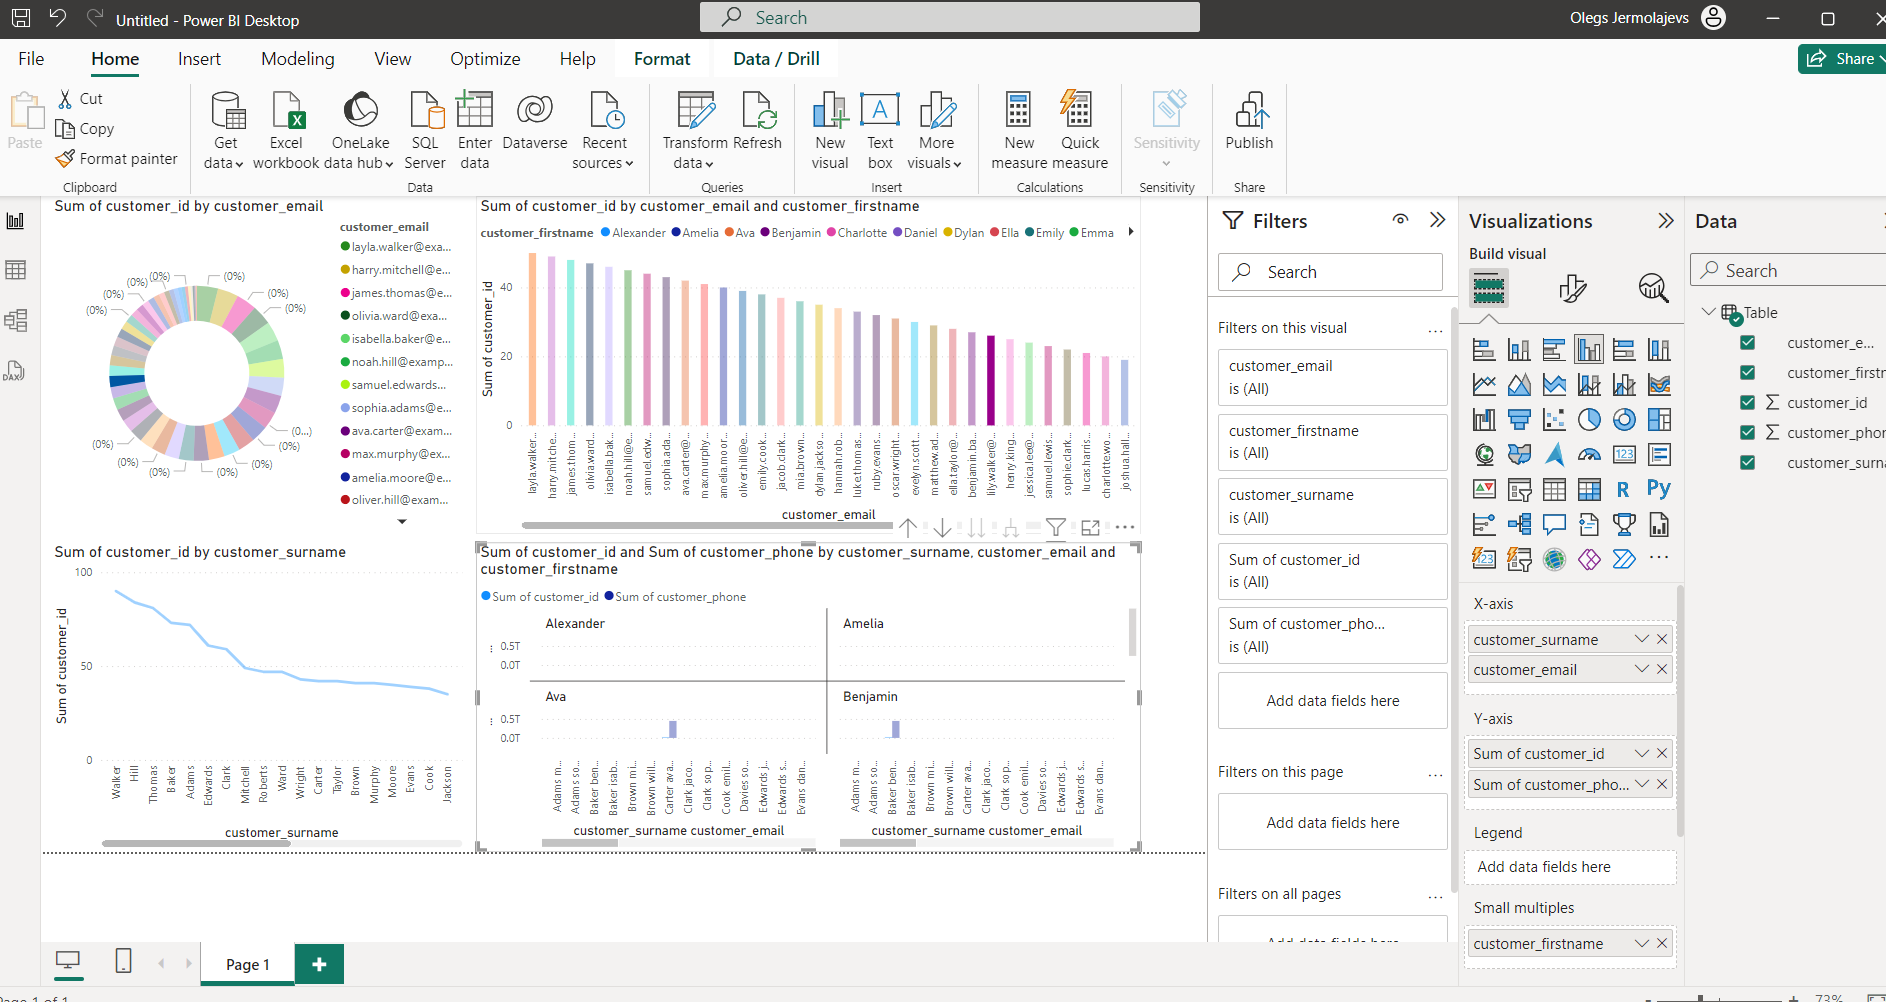 Untitled - Power BI Desktop
Search
Olegs Jermolajevs
File Home Insert Modeling View Optimize Help Format Data / Drill
Share
Paste
Cut
Copy
Format painter
Clipboard
Get data
Excel workbook
OneLake data hub
SQL Server
Enter data
Dataverse
Recent sources
Data
Transform data
Refresh
Queries
New visual
Text box
More visuals
Insert
New measure
Quick measure
Calculations
Sensitivity
Sensitivity
Publish
Share
DAX
Sum of customer_id by customer_email
customer_email
layla.walker@exa...
harry.mitchell@e...
james.thomas@e...
olivia.ward@exa...
isabella.baker@e...
noah.hill@examp...
samuel.edwards...
sophia.adams@e...
ava.carter@exam...
max.murphy@ex...
amelia.moore@e...
oliver.hill@exam...
(0%)
(0%)
(0%)
(0%)
(0%)
(0%)
(0%)
(0%)
(0...)
(0%)
(0%)
(0%)
(0%)
(0%)
(0%)
Sum of customer_id by customer_email and customer_firstname
customer_firstname Alexander Amelia Ava Benjamin Charlotte Daniel Dylan Ella Emily Emma
Sum of customer_id
40
20
0
layla.walker...
harry.mitche...
james.thom...
olivia.ward...
isabella.bak...
noah.hill@e...
samuel.edw...
sophia.ada...
ava.carter@...
max.murphy...
amelia.moor...
oliver.hill@e...
emily.cook...
jacob.clark...
mia.brown...
dylan.jackso...
hannah.rob...
luke.thomas...
ruby.evans...
oscar.wright...
evelyn.scott...
matthew.ad...
ella.taylor@...
benjamin.ba...
lily.walker@...
henry.king...
jessica.lee@...
samuel.lewis...
sophie.clark...
lucas.harris...
charlotte.wo...
joshua.hall...
customer_email
Sum of customer_id by customer_surname
Sum of customer_id
100
50
0
Walker
Hill
Thomas
Baker
Adams
Edwards
Clark
Mitchell
Roberts
Ward
Wright
Carter
Taylor
Brown
Murphy
Moore
Evans
Cook
Jackson
customer_surname
Sum of customer_id and Sum of customer_phone by customer_surname, customer_email and
customer_firstname
Sum of customer_id Sum of customer_phone
Alexander
Amelia
0.5T
0.0T
Ava
Benjamin
0.5T
0.0T
Adams m...
Adams so...
Baker ben...
Baker isab...
Brown mi...
Brown will...
Carter ava...
Clark jaco...
Clark sop...
Cook emil...
Davies so...
Edwards j...
Edwards s...
Evans dan...
Adams m...
Adams so...
Baker ben...
Baker isab...
Brown mi...
Brown will...
Carter ava...
Clark jaco...
Clark sop...
Cook emil...
Davies so...
Edwards j...
Edwards s...
Evans dan...
customer_surname customer_email
customer_surname customer_email
Filters
Search
Filters on this visual ...
customer_email
is (All)
customer_firstname
is (All)
customer_surname
is (All)
Sum of customer_id
is (All)
Sum of customer_pho...
is (All)
Add data fields here
Filters on this page ...
Add data fields here
Filters on all pages ...
Visualizations
Build visual
123
R
Py
123
...
X-axis
customer_surname
customer_email
Y-axis
Sum of customer_id
Sum of customer_pho...
Legend
Add data fields here
Small multiples
customer_firstname
Data
Search
Table
customer_e...
customer_firstr
customer_id
customer_phor
customer_surna
Page 1
Page 1 of 1
73%